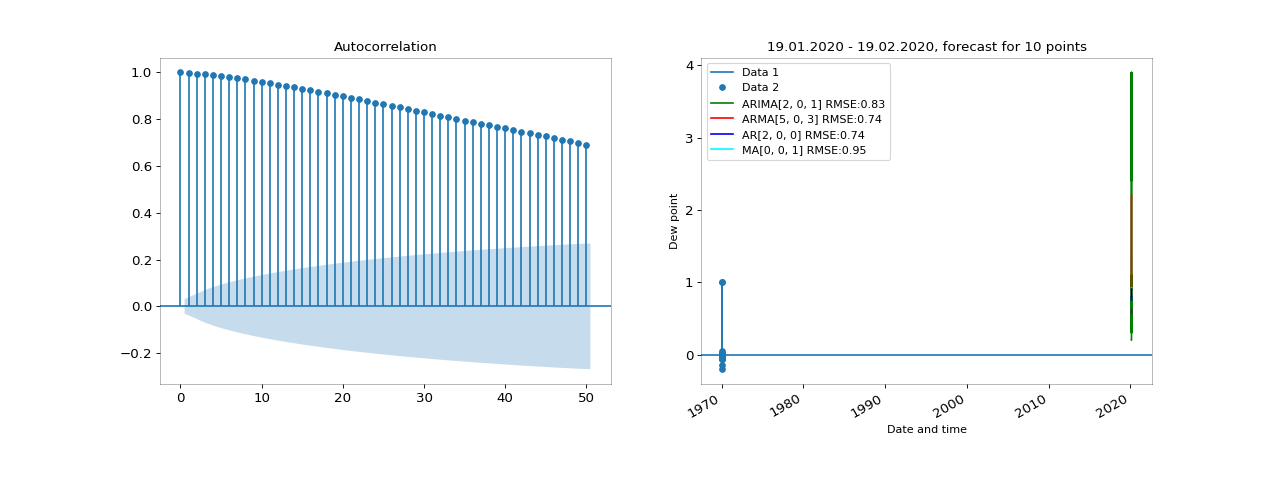 Autocorrelation
1.0
0.8
0.6
0.4
0.2
0.0
−0.2
0 10 20 30 40 50
19.01.2020 - 19.02.2020, forecast for 10 points
Data 1
Data 2
ARIMA[2, 0, 1] RMSE:0.83
ARMA[5, 0, 3] RMSE:0.74
AR[2, 0, 0] RMSE:0.74
MA[0, 0, 1] RMSE:0.95
Dew point
4
3
2
1
0
1970 1980 1990 2000 2010 2020
Date and time